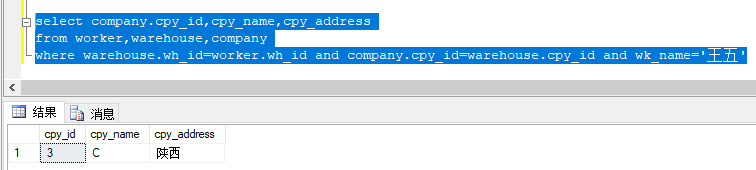 select company.cpy_id,cpy_name,cpy_address
from worker,warehouse,company
where warehouse.wh_id=worker.wh_id and company.cpy_id=warehouse.cpy_id and wk_name='王五'
结果 消息
cpy_id cpy_name cpy_address
1 3 C 陕西